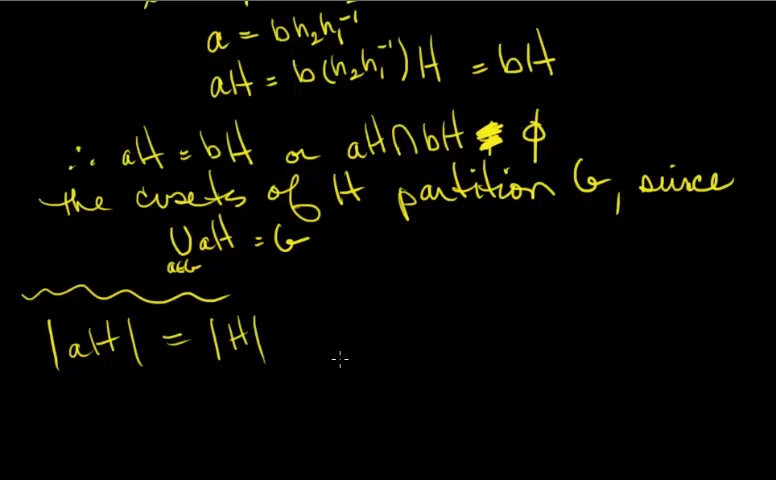 a = bh₂h₁⁻¹
aH = b(h₂h₁⁻¹)H = bH
∴ aH = bH or aH∩bH = ϕ
the cosets of H partition G, since
⋃aH = G
a∈G
|aH| = |H|